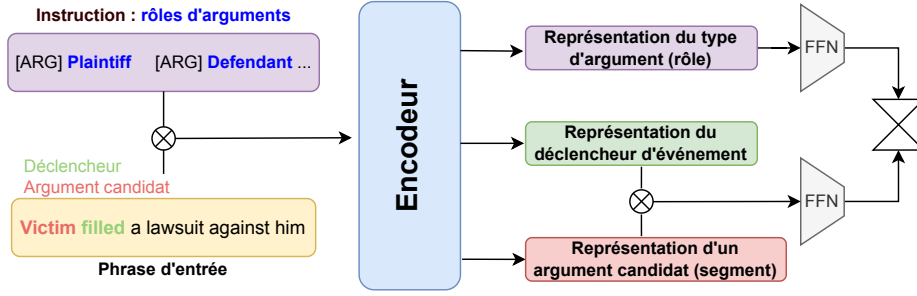 Instruction : rôles d'arguments
[ARG] Plaintiff [ARG] Defendant ...
Déclencheur
Argument candidat
Victim filled a lawsuit against him
Phrase d'entrée
Encodeur
Représentation du type
d'argument (rôle)
Représentation du
déclencheur d'événement
Représentation d'un
argument candidat (segment)
FFN
FFN